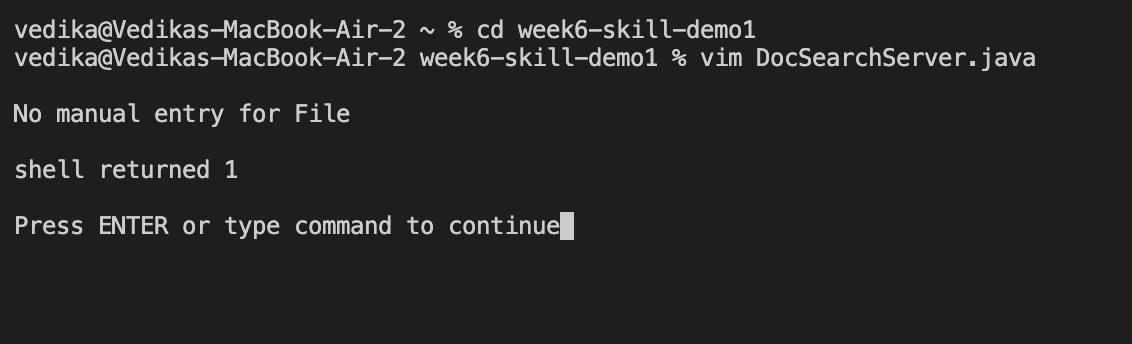 vedika@Vedikas-MacBook-Air-2 ~ % cd week6-skill-demo1
vedika@Vedikas-MacBook-Air-2 week6-skill-demo1 % vim DocSearchServer.java
No manual entry for File
shell returned 1
Press ENTER or type command to continue